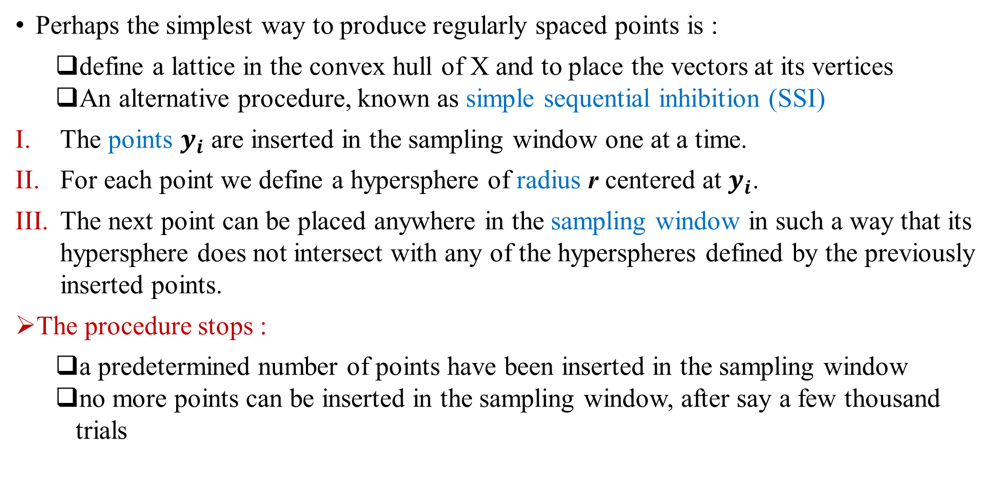 • Perhaps the simplest way to produce regularly spaced points is :
❑define a lattice in the convex hull of X and to place the vectors at its vertices
❑An alternative procedure, known as simple sequential inhibition (SSI)
I. The points yᵢ are inserted in the sampling window one at a time.
II. For each point we define a hypersphere of radius r centered at yᵢ.
III. The next point can be placed anywhere in the sampling window in such a way that its
hypersphere does not intersect with any of the hyperspheres defined by the previously
inserted points.
➢The procedure stops :
❑a predetermined number of points have been inserted in the sampling window
❑no more points can be inserted in the sampling window, after say a few thousand
trials